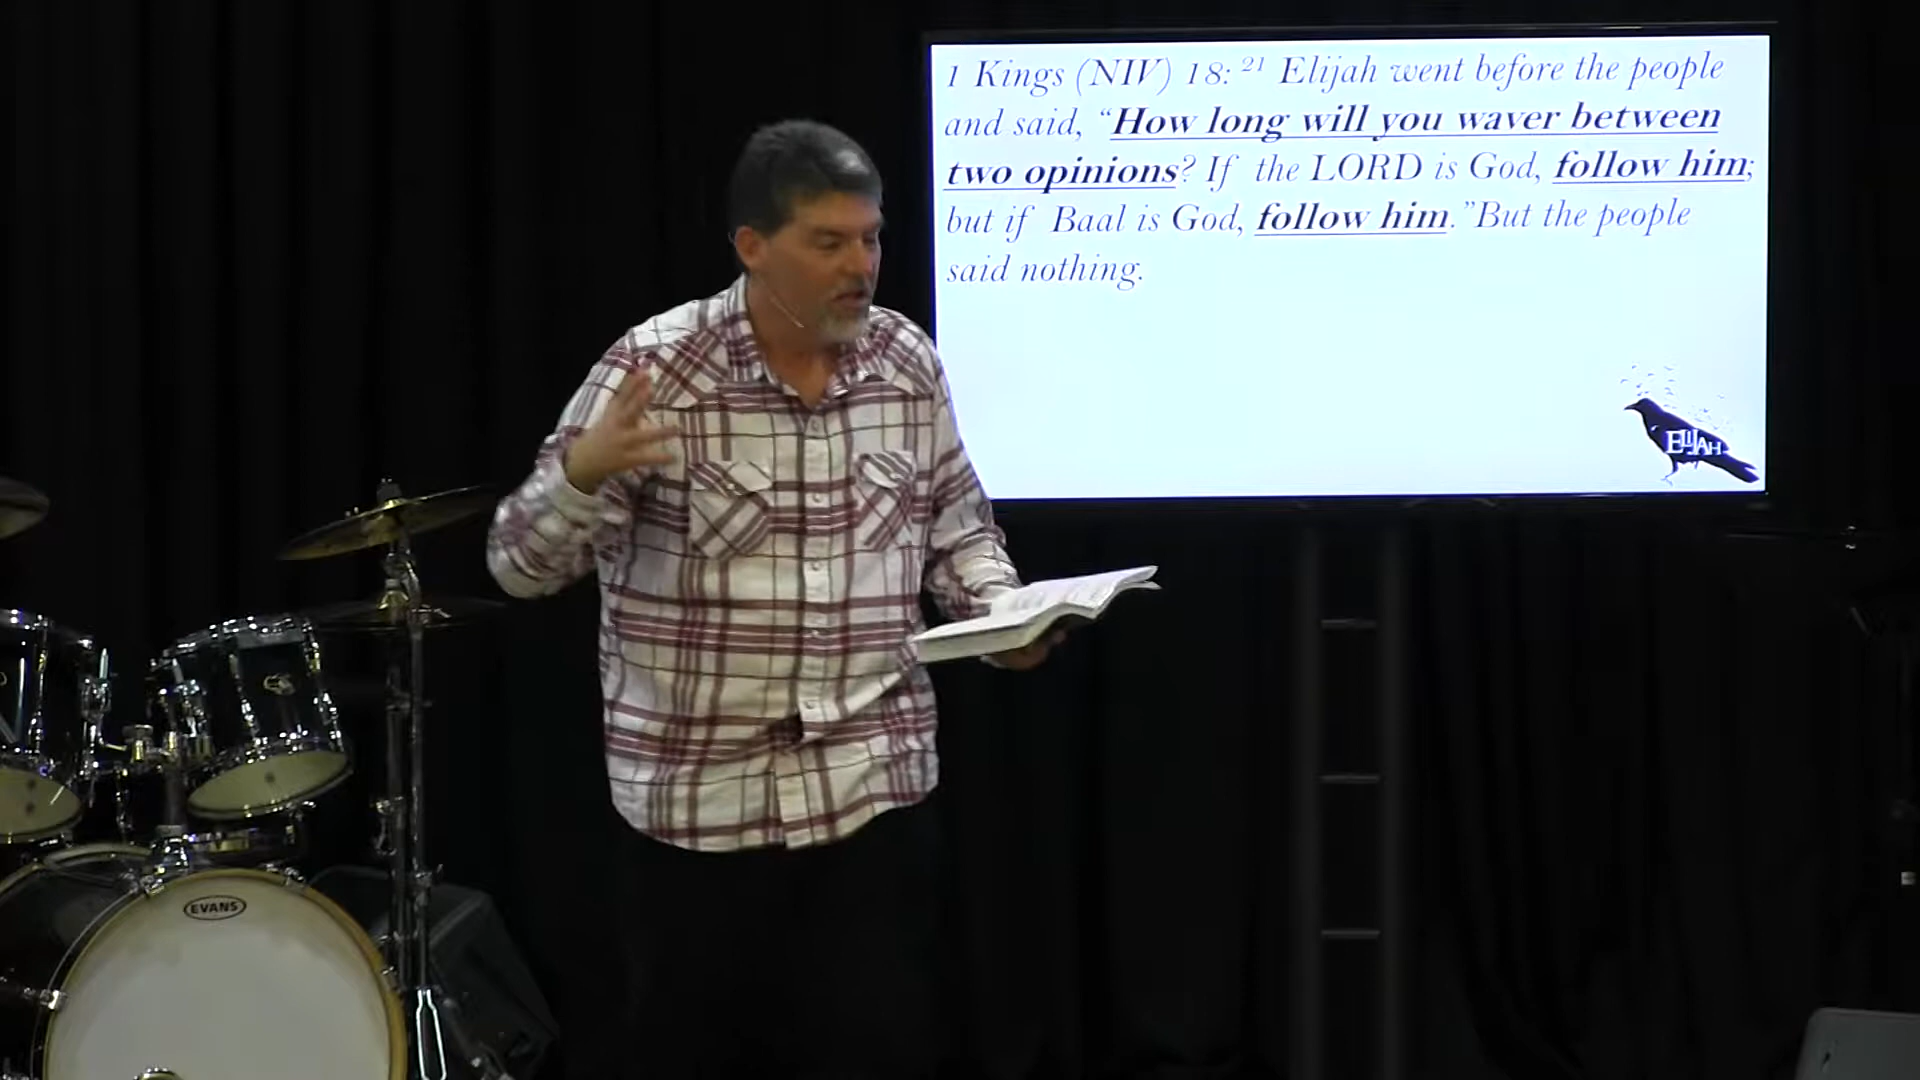 1 Kings (NIV) 18: 21 Elijah went before the people
and said, “How long will you waver between
two opinions? If the LORD is God, follow him;
but if Baal is God, follow him.”But the people
said nothing.
ELIJAH
EVANS